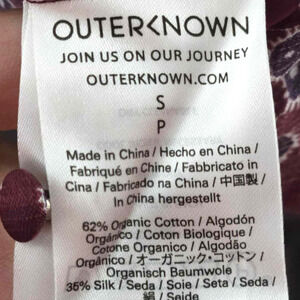 OUTERKNOWN
JOIN US ON OUR JOURNEY
OUTERKNOWN.COM
S
P
Made in China / Hecho en China /
Fabriqué en Chine / Fabbricato in
Cina / Fabricado na China / 中国製 /
In China hergestellt
62% Organic Cotton / Algodón
Orgánico / Coton Biologique /
Cotone Organico / Algodão
Orgânico / オーガニック・コットン /
Organisch Baumwolle
35% Silk / Seda / Soie / Seta / Seda /
絹 / Seide